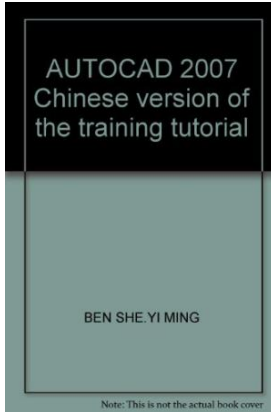 AUTOCAD 2007
Chinese version of
the training tutorial
BEN SHE.YI MING
Note: This is not the actual book cover